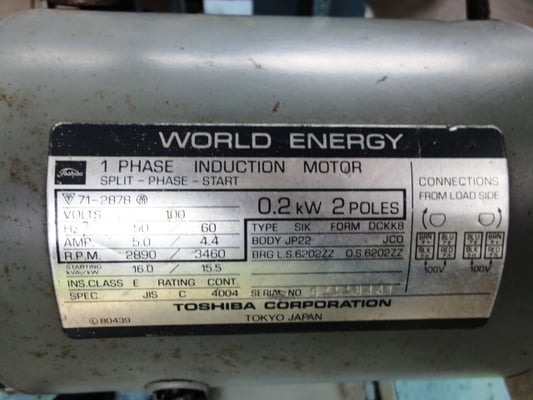 WORLD ENERGY
Toshiba
1 PHASE INDUCTION MOTOR
SPLIT-PHASE-START
71-2878
0.2 kW 2 POLES
VOLTS 100
HZ 50 60
AMP. 5.0 4.4
R.P.M. 2890 3460
STARTING kVA/kW 16.0 15.5
TYPE SIK FORM DCKK8
BODY JP22 JC0
BRG L.S.6202ZZ O.S.6202ZZ
INS.CLASS E RATING CONT.
SPEC. JIS C 4004 SERIAL NO
TOSHIBA CORPORATION
TOKYO JAPAN
80439
CONNECTIONS
FROM LOAD SIDE
100V 100V